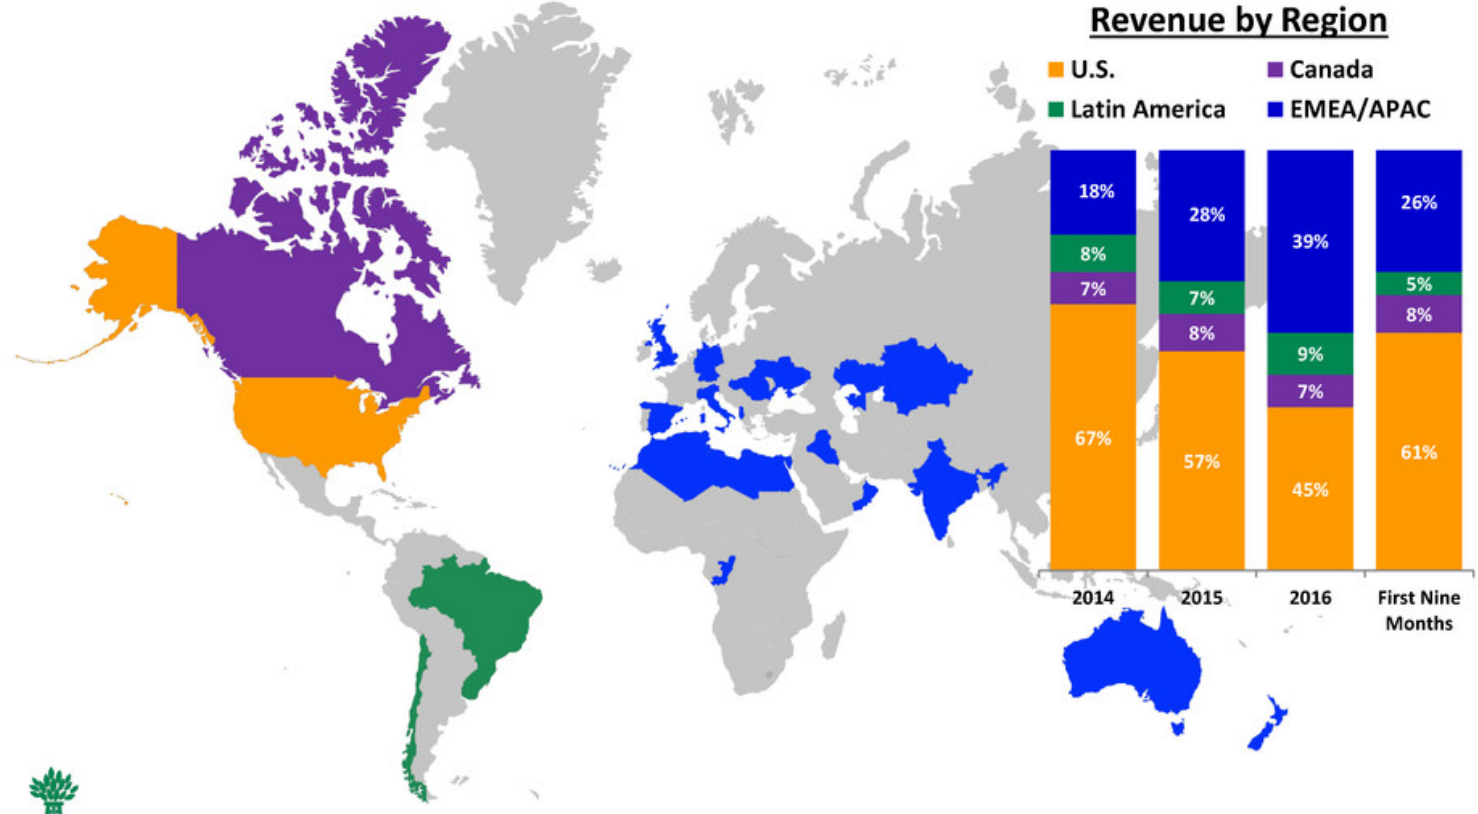 Revenue by Region
U.S. Canada
Latin America EMEA/APAC
18% 28% 39% 26%
8% 7% 9% 5%
7% 8% 7% 8%
67% 57% 45% 61%
2014 2015 2016 First Nine
Months